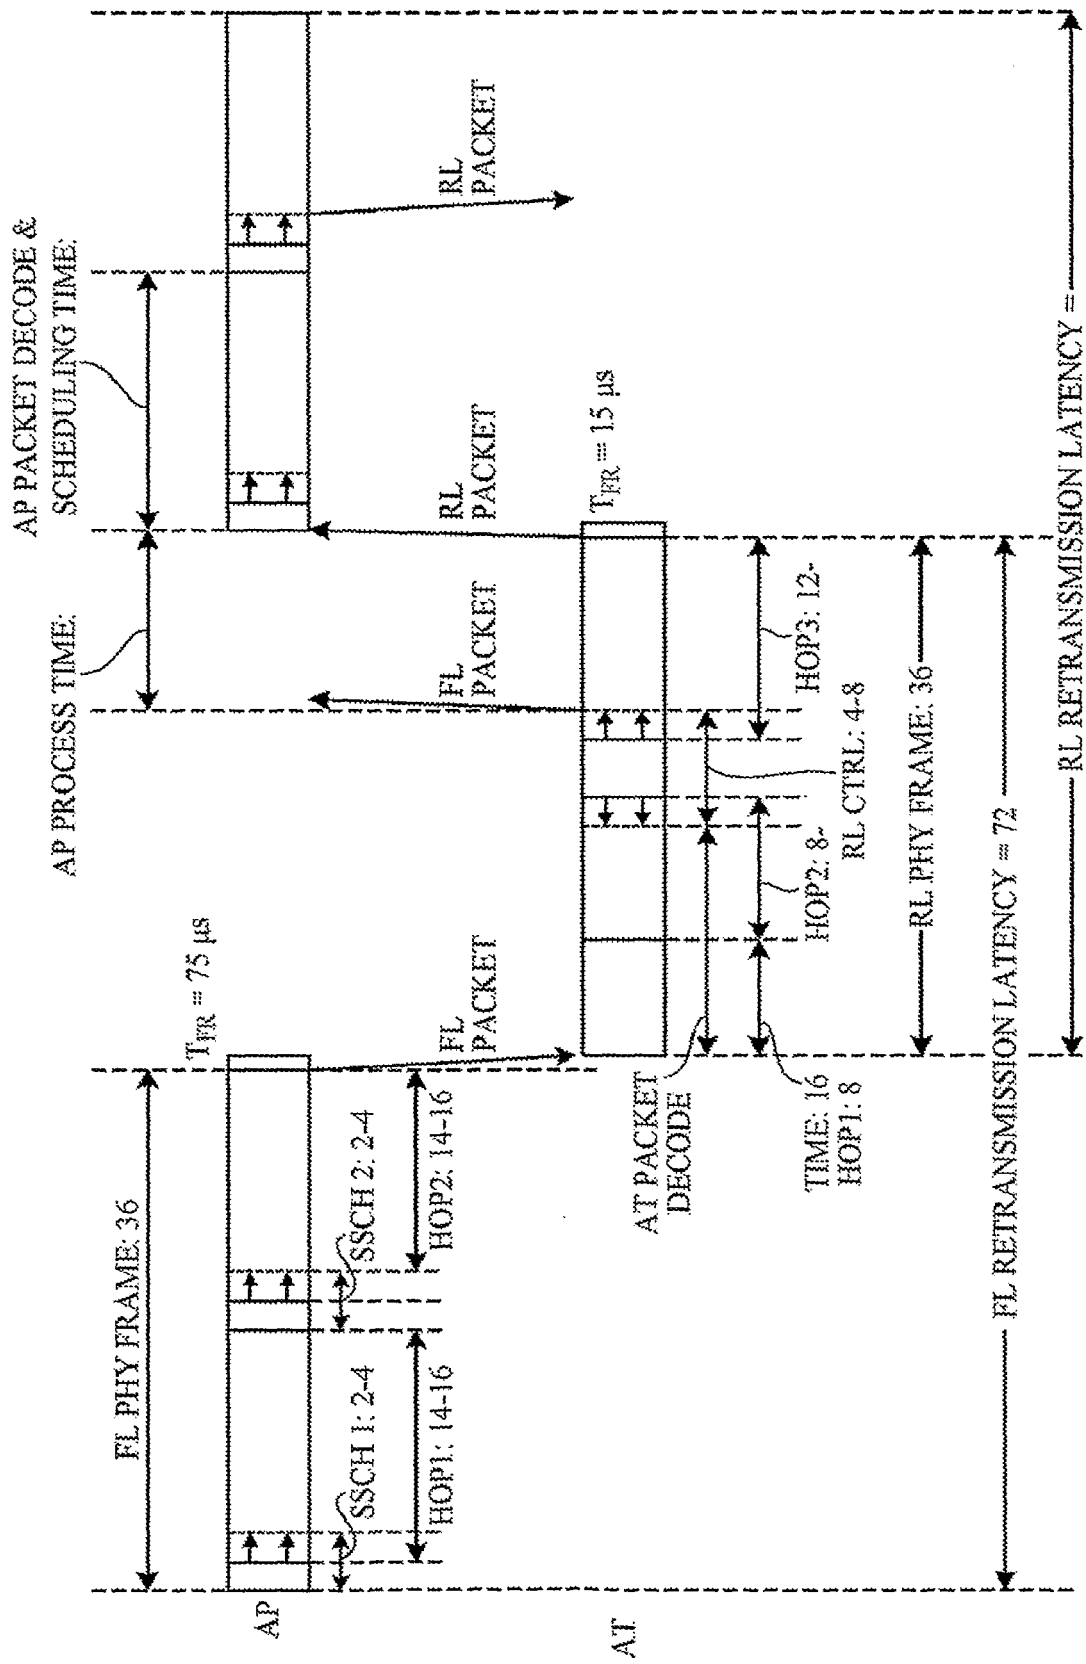 AP PROCESS TIME:
AP PACKET DECODE &
SCHEDULING TIME:
FL PHY FRAME: 36
T_FR = 75 µs
AP
SSCH 1: 2-4
SSCH 2: 2-4
HOP1: 14-16
HOP2: 14-16
FL
PACKET
FL
PACKET
RL
PACKET
RL
PACKET
T_FR = 15 µs
AT
AT PACKET
DECODE
TIME: 16
HOP1: 8
HOP2: 8-
RL CTRL: 4-8
HOP3: 12-
RL PHY FRAME: 36
FL RETRANSMISSION LATENCY = 72
RL RETRANSMISSION LATENCY =